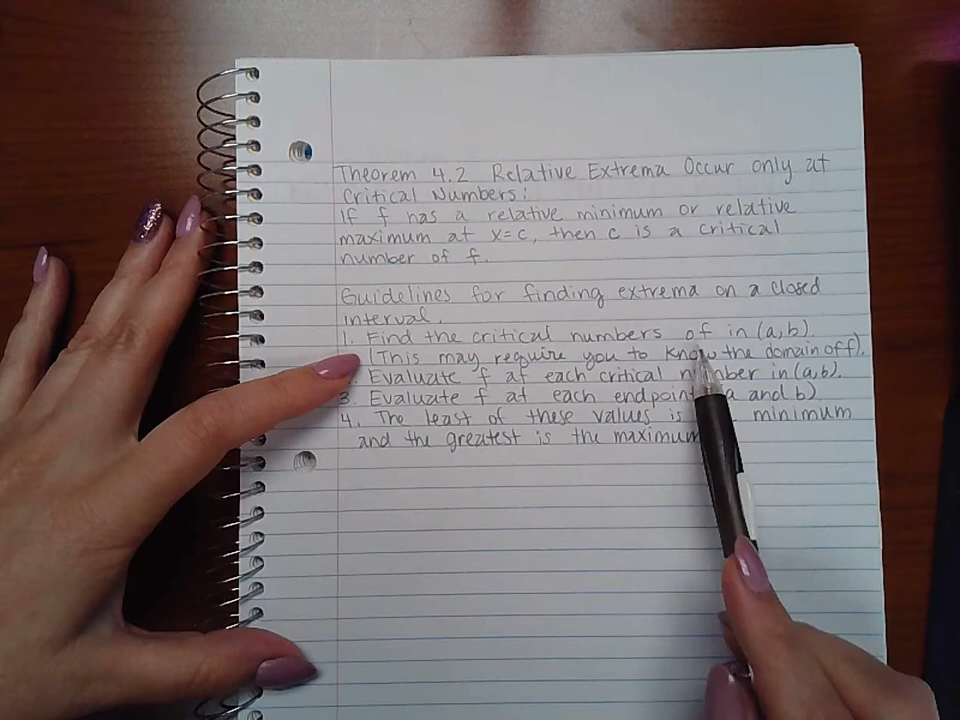 Theorem 4.2 Relative Extrema Occur only at
Critical Numbers:
If f has a relative minimum or relative
maximum at x=c, then c is a critical
number of f.
Guidelines for finding extrema on a closed
interval.
1. Find the critical numbers of in (a,b).
(This may require you to know the domain of f).
Evaluate f at each critical number in (a,b).
3. Evaluate f at each endpoint a and b)
4. The least of these values is minimum
and the greatest is the maximum